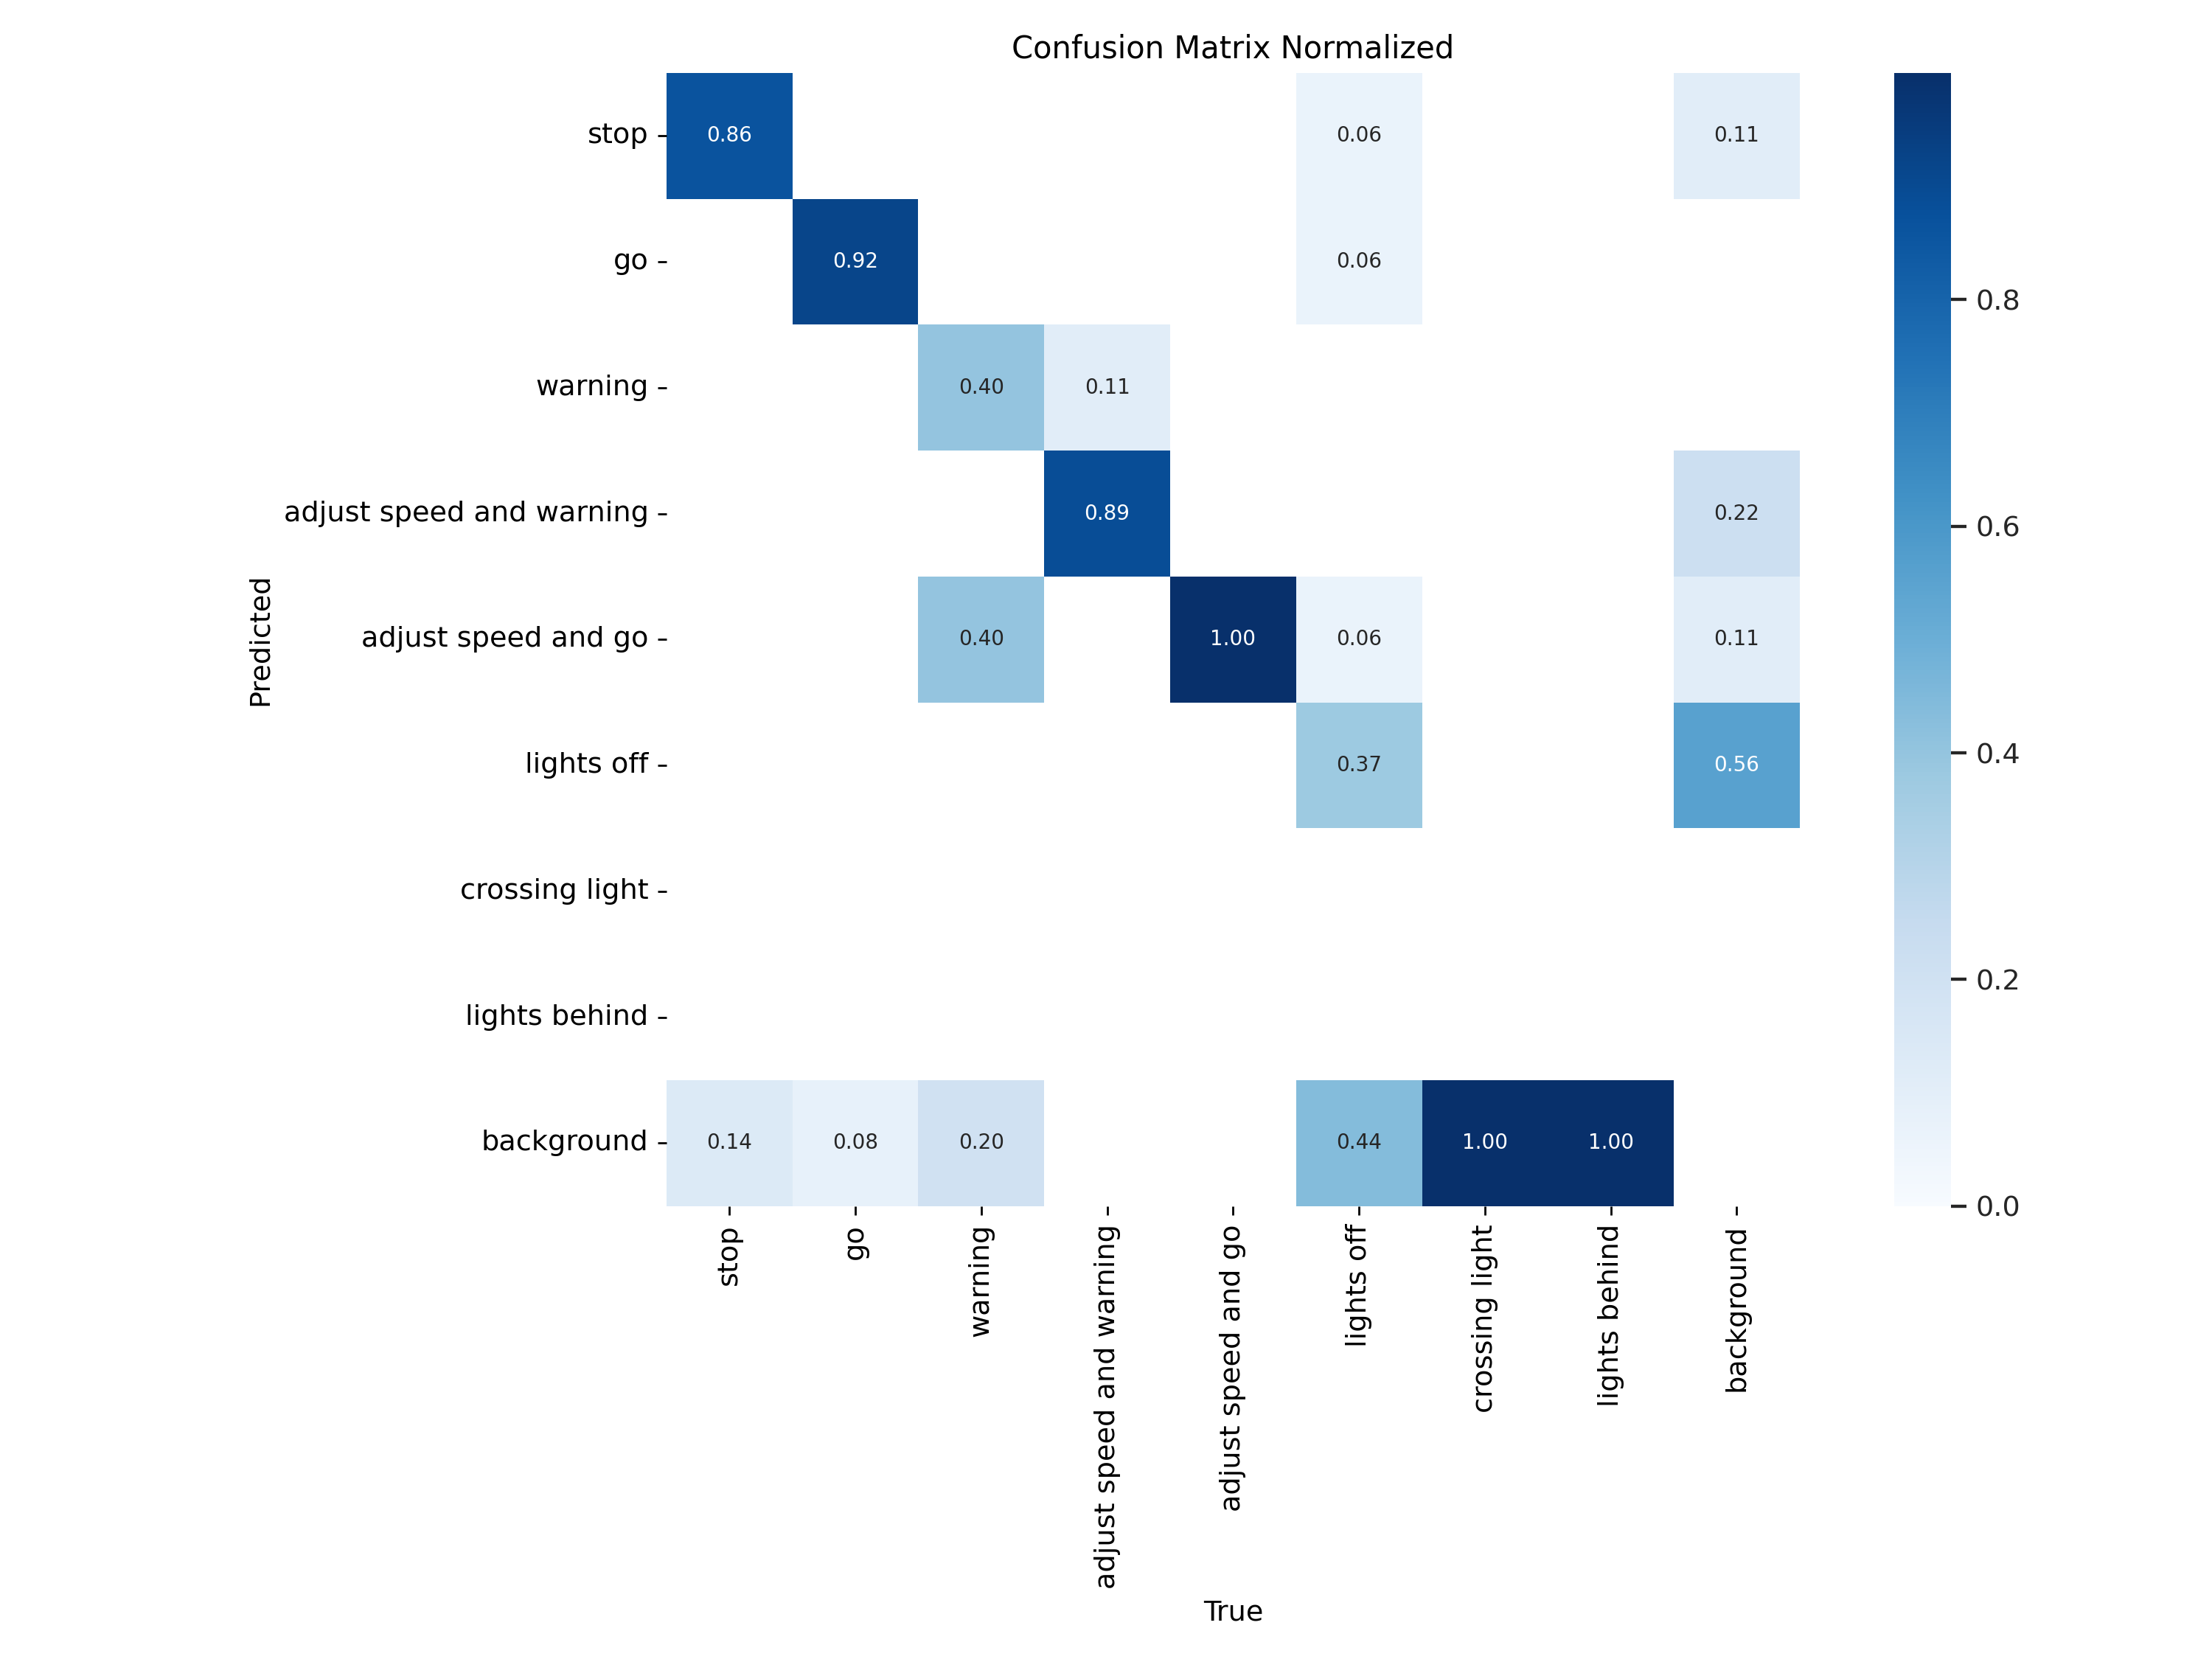 Confusion Matrix Normalized
stop 0.86 0.06 0.11
go 0.92 0.06
0.8
warning 0.40 0.11
adjust speed and warning 0.89 0.22
0.6
Predicted
adjust speed and go 0.40 1.00 0.06 0.11
lights off 0.37 0.56
0.4
crossing light
0.2
lights behind
background 0.14 0.08 0.20 0.44 1.00 1.00
0.0
stop
go
warning
adjust speed and warning
adjust speed and go
lights off
crossing light
lights behind
background
True